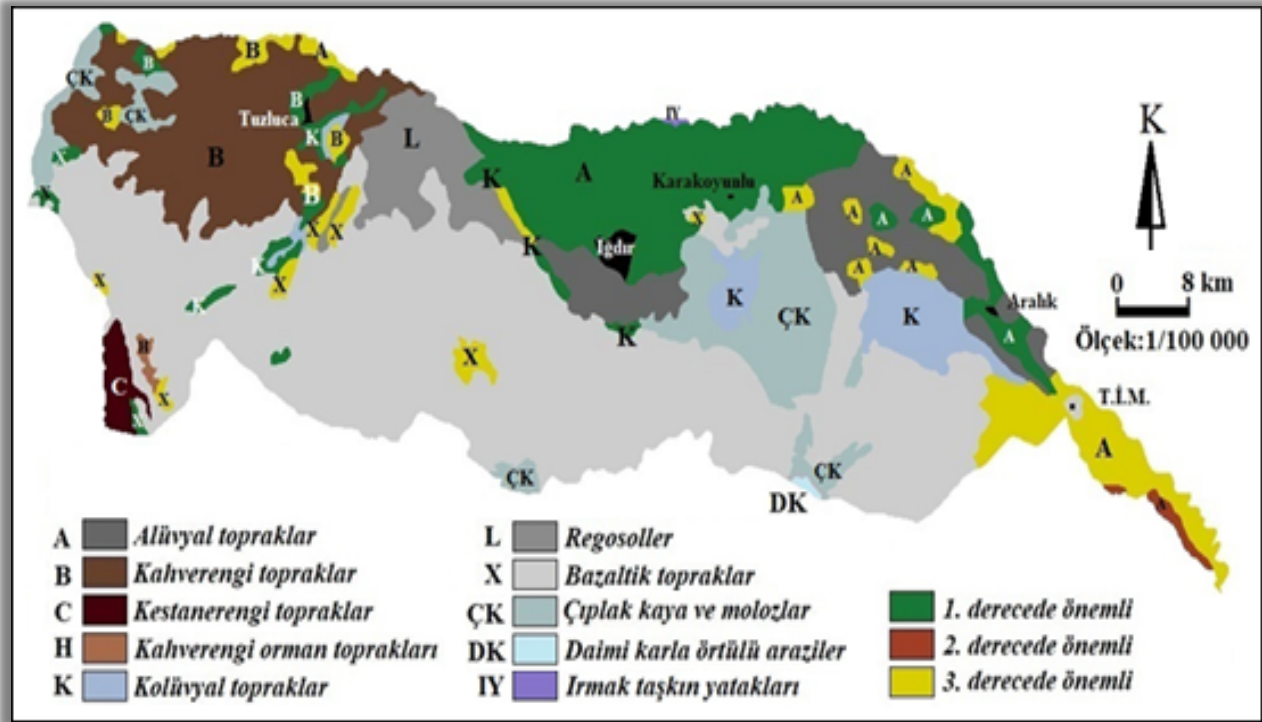 B
A
ÇK
B
B
B
ÇK
Tuzluca
K
B
L
IY
K
B
A
K
Karakoyunlu
A
X
B
A
A
A
A
X
X
X
X
K
Iğdır
A
K
X
A
A
0 8 km
X
K
K
ÇK
K
Aralık
A
Ölçek:1/100 000
H
K
C
X
X
T.İ.M.
X
A
ÇK
ÇK
DK
A Alüvyal topraklar
B Kahverengi topraklar
C Kestanerengi topraklar
H Kahverengi orman toprakları
K Kolüvyal topraklar
L Regosoller
X Bazaltik topraklar
ÇK Çıplak kaya ve molozlar
DK Daimi karla örtülü araziler
IY Irmak taşkın yatakları
1. derecede önemli
2. derecede önemli
3. derecede önemli